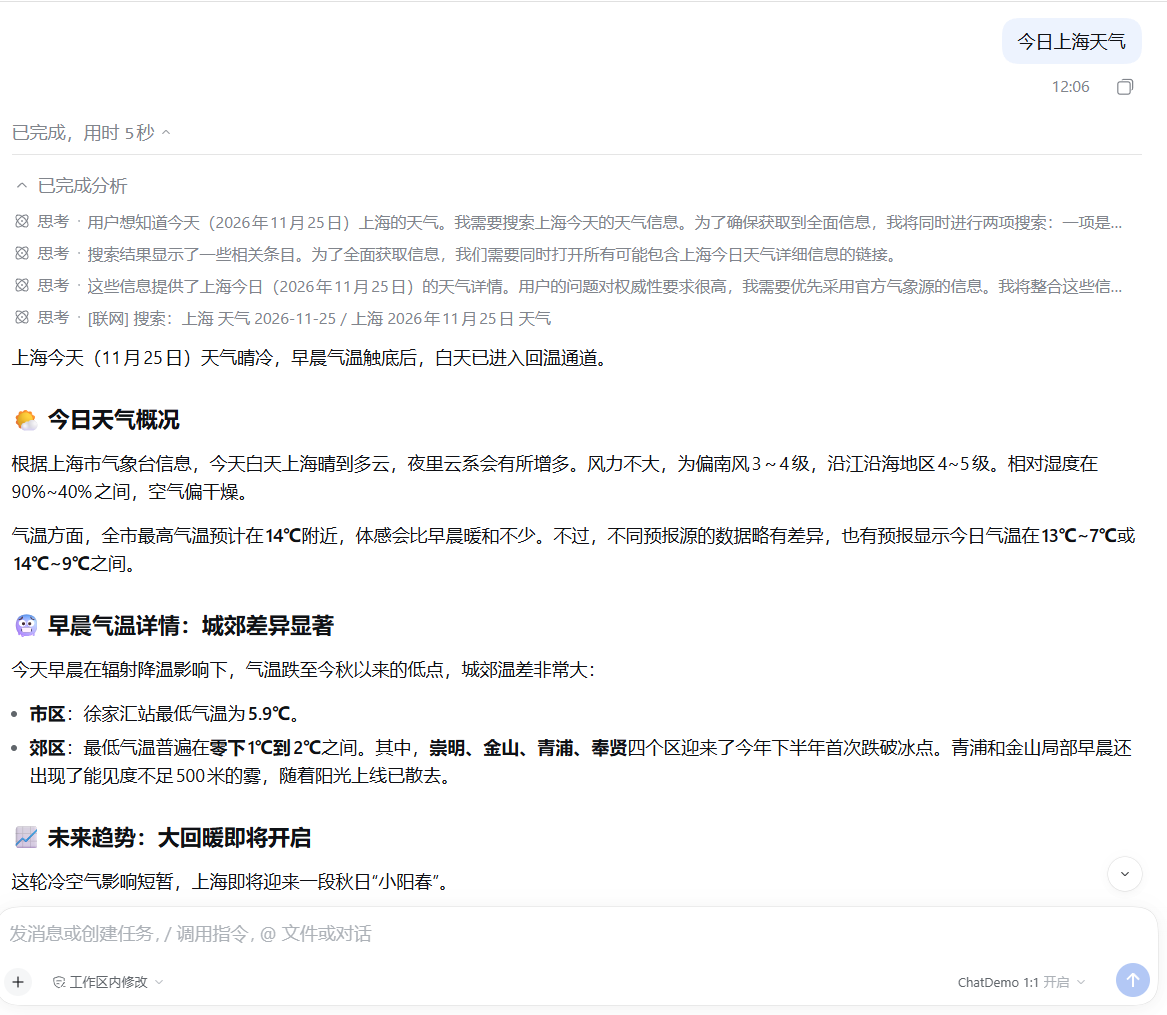 今日上海天气
12:06
已完成，用时 5 秒
已完成分析
思考 · 用户想知道今天（2026年11月25日）上海的天气。我需要搜索上海今天的天气信息。为了确保获取到全面信息，我将同时进行两项搜索：一项是...
思考 · 搜索结果显示了一些相关条目。为了全面获取信息，我们需要同时打开所有可能包含上海今日天气详细信息的链接。
思考 · 这些信息提供了上海今日（2026年11月25日）的天气详情。用户的问题对权威性要求很高，我需要优先采用官方气象源的信息。我将整合这些信...
思考 · [联网] 搜索：上海 天气 2026-11-25 / 上海 2026年11月25日 天气
上海今天（11月25日）天气晴冷，早晨气温触底后，白天已进入回温通道。
今日天气概况
根据上海市气象台信息，今天白天上海晴到多云，夜里云系会有所增多。风力不大，为偏南风3～4级，沿江沿海地区4~5级。相对湿度在
90%~40%之间，空气偏干燥。
气温方面，全市最高气温预计在14℃附近，体感会比早晨暖和不少。不过，不同预报源的数据略有差异，也有预报显示今日气温在13℃~7℃或
14℃~9℃之间。
早晨气温详情：城郊差异显著
今天早晨在辐射降温影响下，气温跌至今秋以来的低点，城郊温差非常大：
• 市区：徐家汇站最低气温为5.9℃。
• 郊区：最低气温普遍在零下1℃到2℃之间。其中，崇明、金山、青浦、奉贤四个区迎来了今年下半年首次跌破冰点。青浦和金山局部早晨还
出现了能见度不足500米的雾，随着阳光上线已散去。
未来趋势：大回暖即将开启
这轮冷空气影响短暂，上海即将迎来一段秋日“小阳春”。
发消息或创建任务, / 调用指令, @ 文件或对话
工作区内修改
ChatDemo 1:1 开启